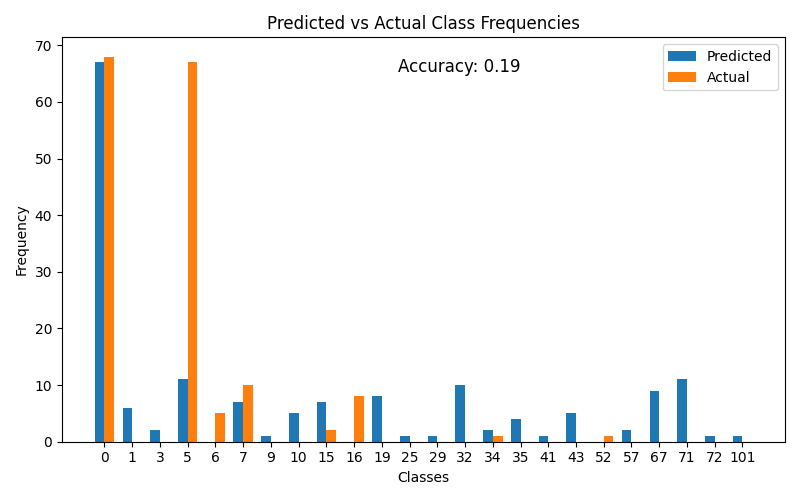 Predicted vs Actual Class Frequencies
Accuracy: 0.19
Predicted
Actual
Frequency
70
60
50
40
30
20
10
0
0 1 3 5 6 7 9 10 15 16 19 25 29 32 34 35 41 43 52 57 67 71 72 101
Classes